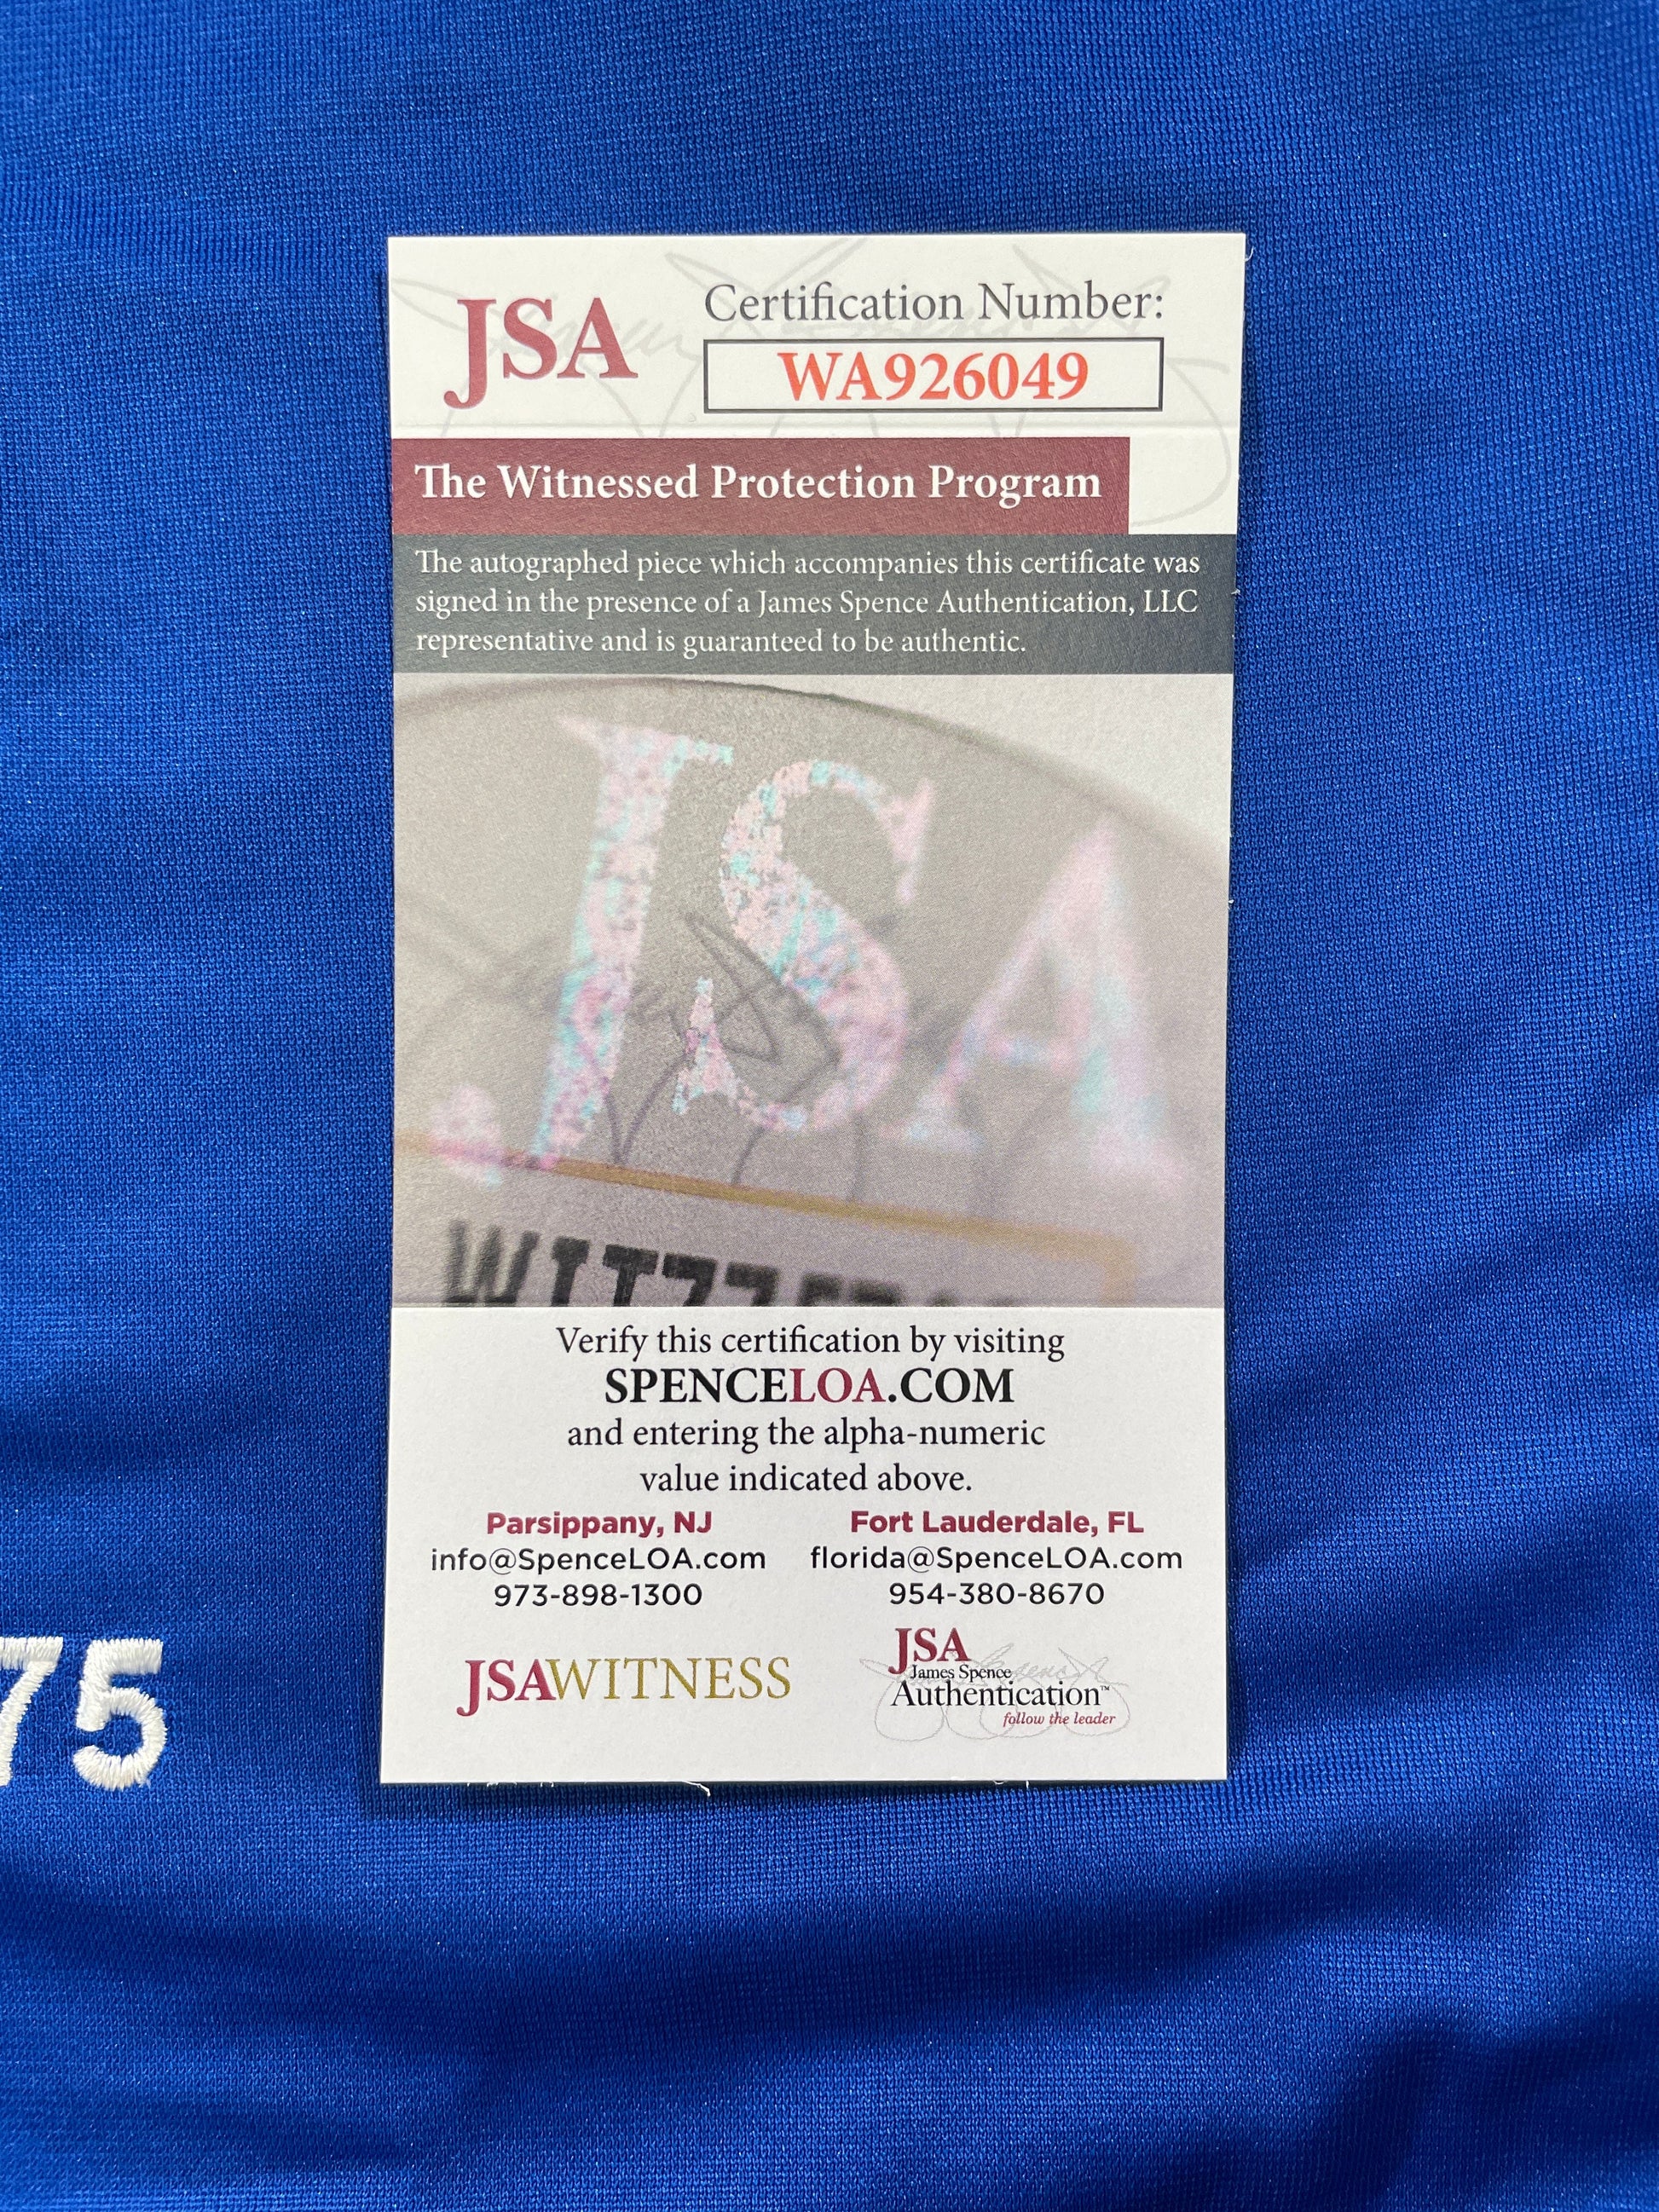 JSA
Certification Number:
WA926049
The Witnessed Protection Program
The autographed piece which accompanies this certificate was
signed in the presence of a James Spence Authentication, LLC
representative and is guaranteed to be authentic.
JSA
Verify this certification by visiting
SPENCELOA.COM
and entering the alpha-numeric
value indicated above.
Parsippany, NJ
info@SpenceLOA.com
973-898-1300
Fort Lauderdale, FL
florida@SpenceLOA.com
954-380-8670
JSAWITNESS
JSA
James Spence
Authentication™
follow the leader
75